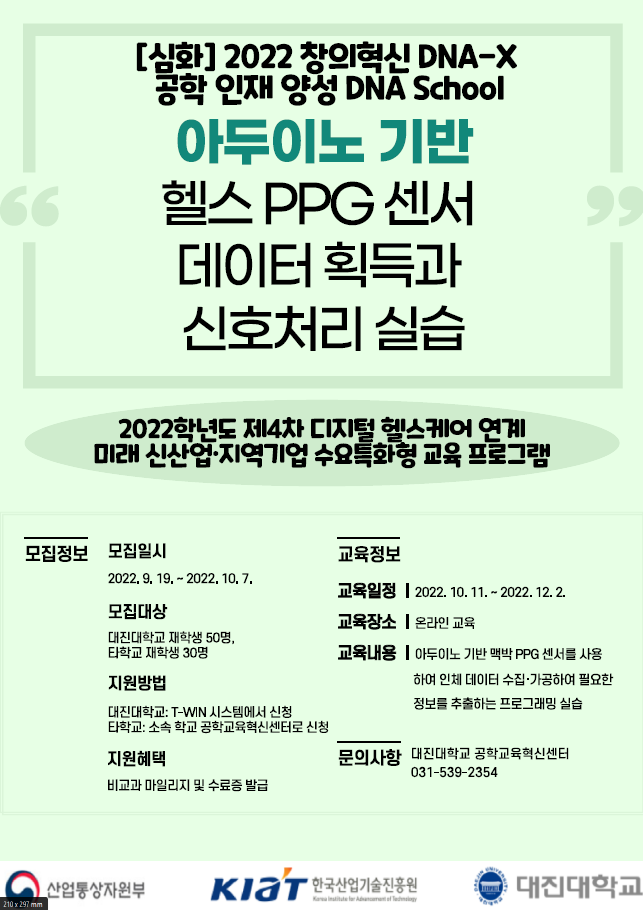 [심화] 2022 창의혁신 DNA-X
공학 인재 양성 DNA School
아두이노 기반
헬스 PPG 센서
데이터 획득과
신호처리 실습
2022학년도 제4차 디지털 헬스케어 연계
미래 신산업·지역기업 수요특화형 교육 프로그램
모집정보
모집일시
2022. 9. 19. ~ 2022. 10. 7.
모집대상
대진대학교 재학생 50명,
타학교 재학생 30명
지원방법
대진대학교: T-WIN 시스템에서 신청
타학교: 소속 학교 공학교육혁신센터로 신청
지원혜택
비교과 마일리지 및 수료증 발급
교육정보
교육일정 2022. 10. 11. ~ 2022. 12. 2.
교육장소 온라인 교육
교육내용 아두이노 기반 맥박 PPG 센서를 사용
하여 인체 데이터 수집·가공하여 필요한
정보를 추출하는 프로그래밍 실습
문의사항 대진대학교 공학교육혁신센터
031-539-2354
산업통상자원부
KIAT 한국산업기술진흥원
Korea Institute for Advancement of Technology
대진대학교
210 x 297 mm